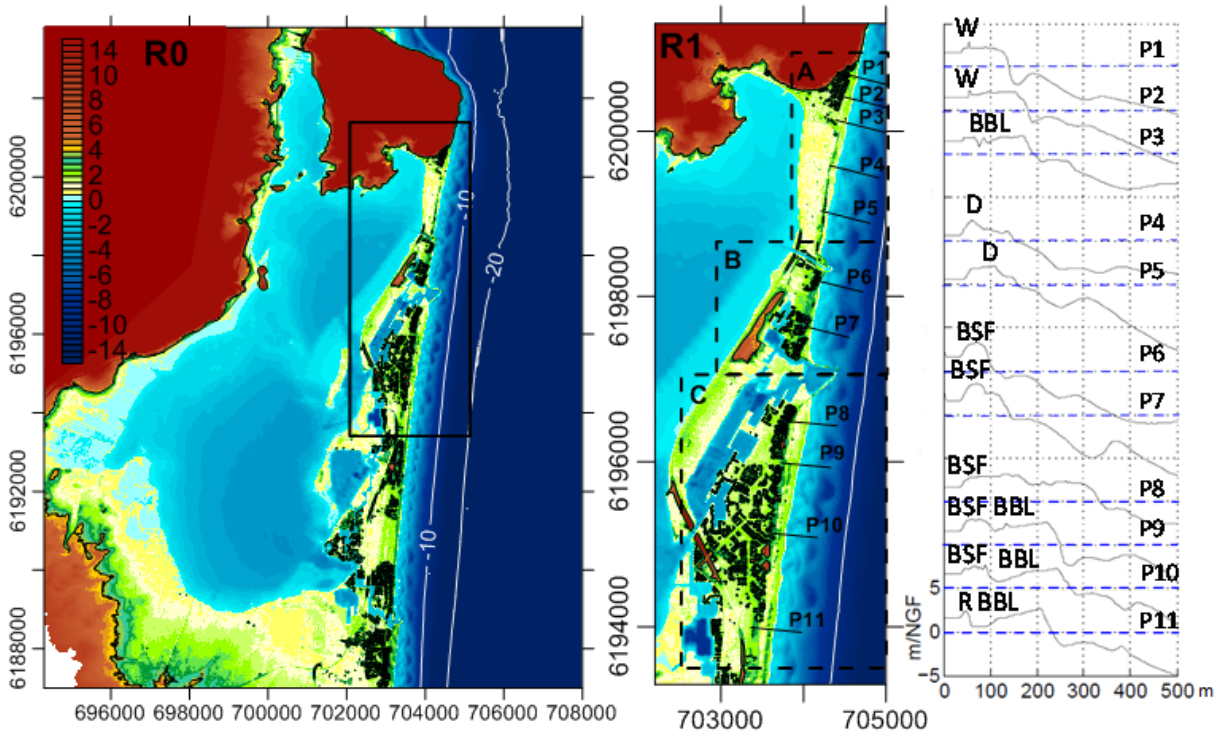 R0
14
10
6
4
2
0
-2
-4
-6
-8
-10
-14
-10
-20
-10
6200000
6196000
6192000
6188000
696000 698000 700000 702000 704000 706000 708000
R1
A
P1
P2
P3
P4
P5
B
P6
P7
C
P8
P9
P10
P11
6200000
6198000
6196000
6194000
703000 705000
W
P1
W
P2
BBL
P3
D
P4
D
P5
BSF
P6
BSF
P7
BSF
P8
BSF BBL
P9
BSF BBL
P10
R BBL
P11
5
0
−5
m/NGF
0 100 200 300 400 500 m